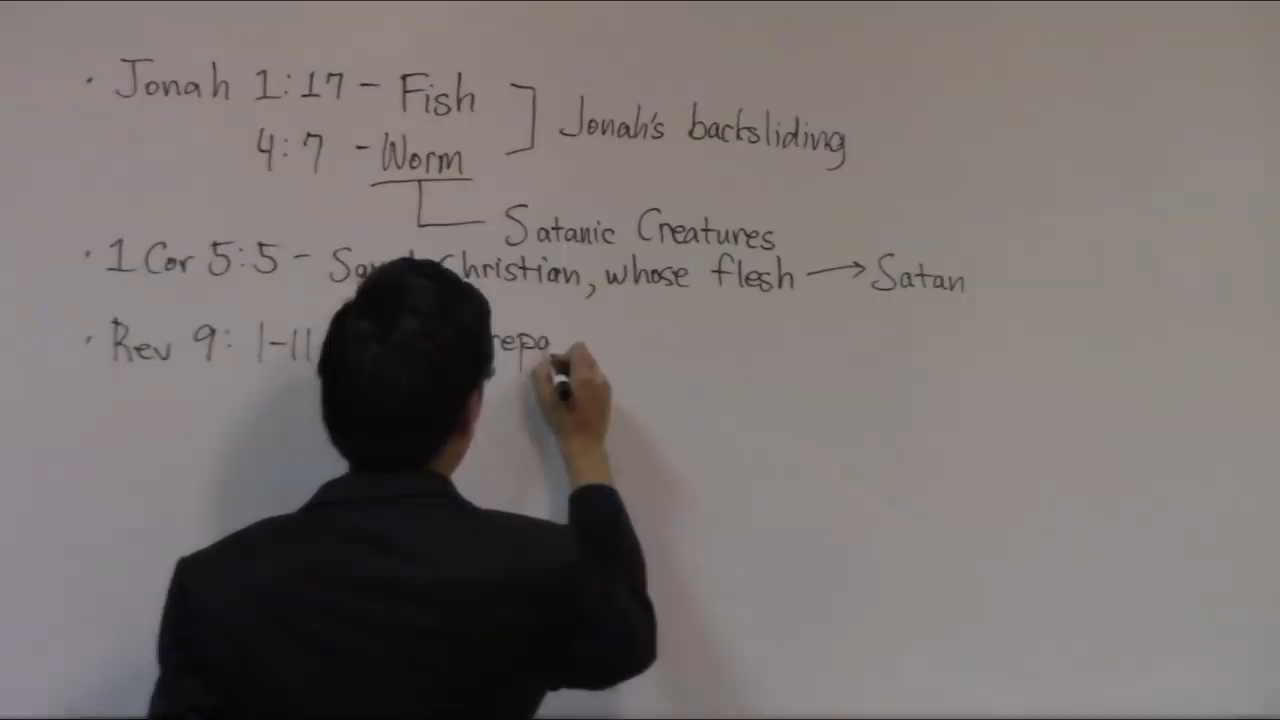 · Jonah 1:17 - Fish
4:7 - Worm
Jonah's backsliding
Satanic Creatures
· 1 Cor 5:5 - Christian, whose flesh → Satan
· Rev 9: 1-11